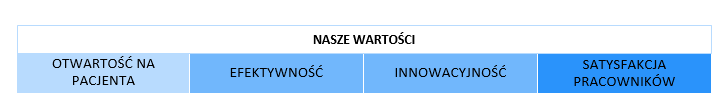 NASZE WARTOŚCI
OTWARTOŚĆ NA
PACJENTA
EFEKTYWNOŚĆ
INNOWACYJNOŚĆ
SATYSFAKCJA
PRACOWNIKÓW